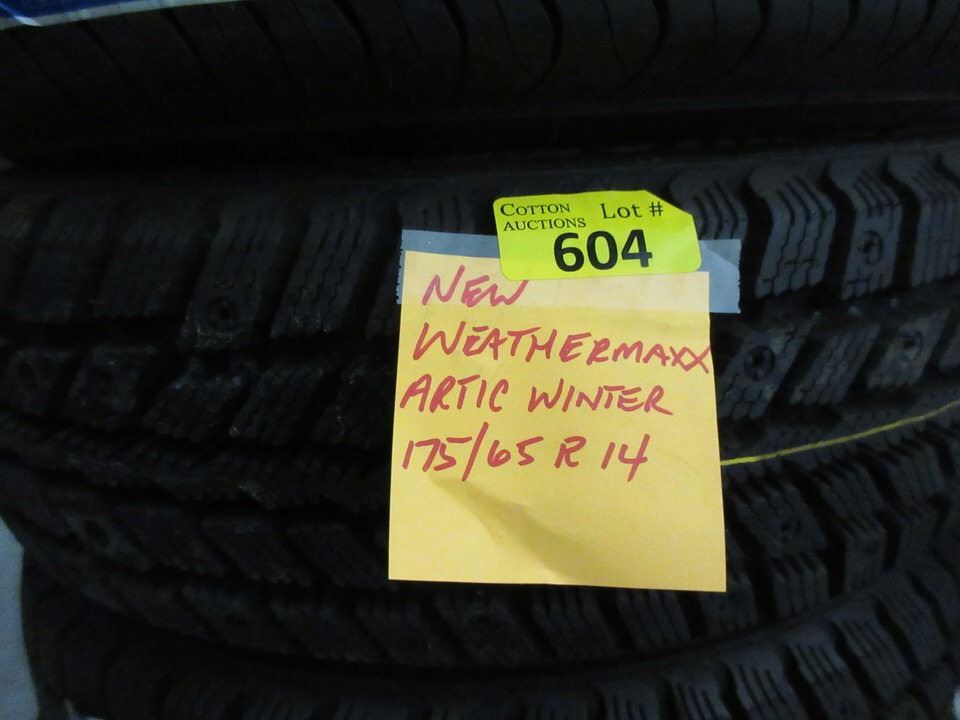 COTTON AUCTIONS Lot #
604
NEW
WEATHERMAXX
ARTIC WINTER
175/65 R 14